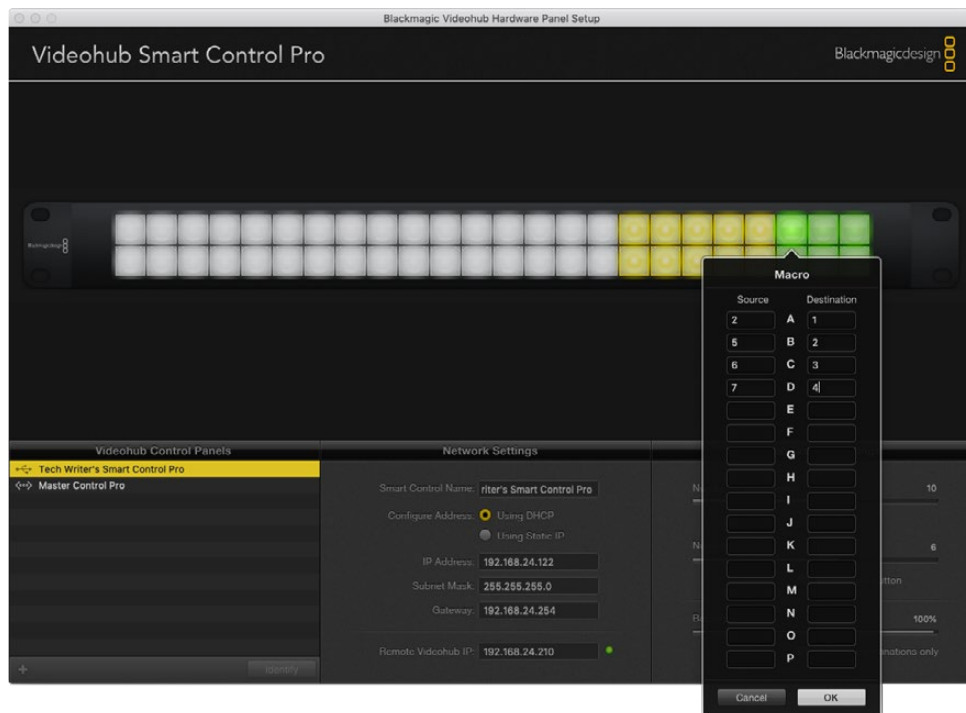 Blackmagic Videohub Hardware Panel Setup
Videohub Smart Control Pro
Blackmagicdesign
Blackmagicdesign
Macro
Source Destination
2 A 1
5 B 2
6 C 3
7 D 4
E
F
G
H
I
J
K
L
M
N
O
P
Cancel OK
Videohub Control Panels
Tech Writer's Smart Control Pro
Master Control Pro
Identify
Network Settings
Smart Control Name: riter's Smart Control Pro
Configure Address: Using DHCP
Using Static IP
IP Address: 192.168.24.122
Subnet Mask: 255.255.255.0
Gateway: 192.168.24.254
Remote Videohub IP: 192.168.24.210
10
6
100%
only